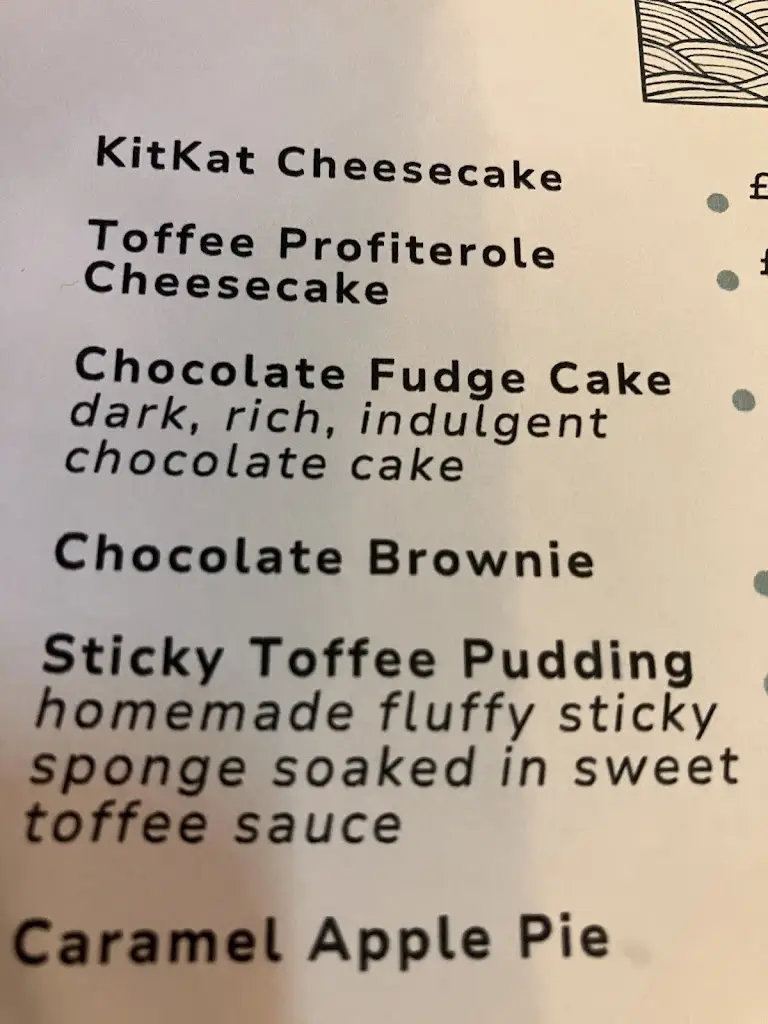 KitKat Cheesecake
£
Toffee Profiterole
£
Cheesecake
Chocolate Fudge Cake
dark, rich, indulgent
chocolate cake
Chocolate Brownie
Sticky Toffee Pudding
homemade fluffy sticky
sponge soaked in sweet
toffee sauce
Caramel Apple Pie